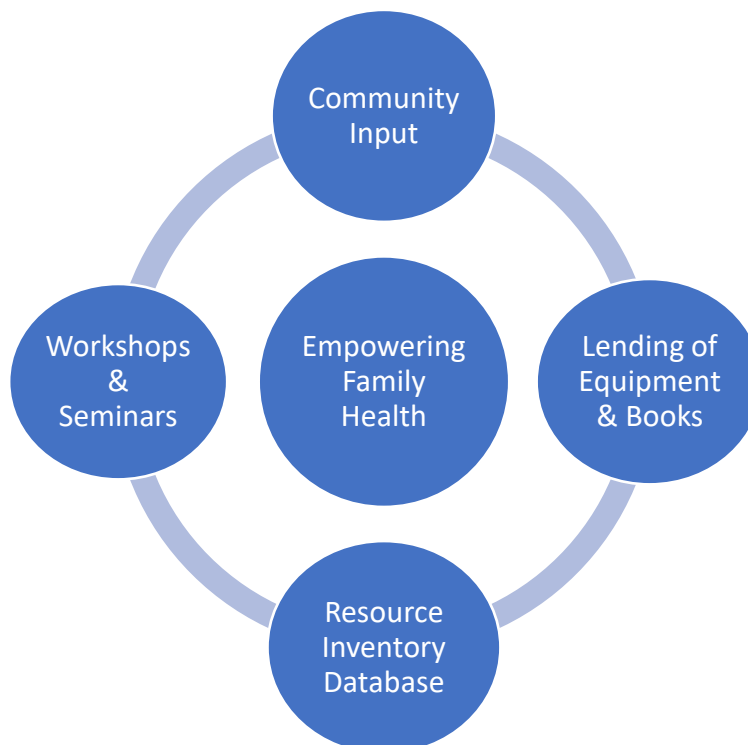 Community
Input
Workshops
&
Seminars
Empowering
Family
Health
Lending of
Equipment
& Books
Resource
Inventory
Database